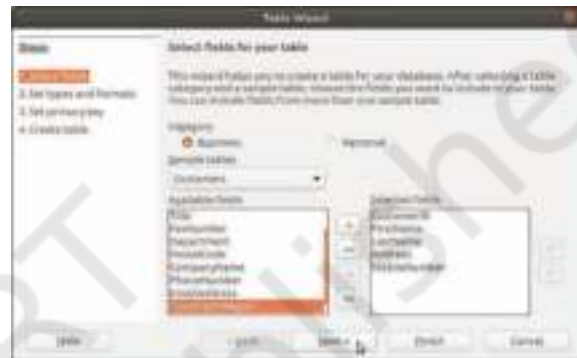 Table Wizard
Steps
Select fields for your table
1. Select fields
2. Set types and formats
3. Set primary key
4. Create table
This wizard helps you to create a table for your database. After selecting a table
category and a sample table, choose the fields you want to include in your table.
You can include fields from more than one sample table.
Category
Business
Personal
Sample tables
Customers
Available fields
Selected fields
Title
FaxNumber
Department
CompanyName
PhoneNumber
EmailAddress
CustomerID
FirstName
LastName
Address
Help
< Back
Next >
Finish
Cancel